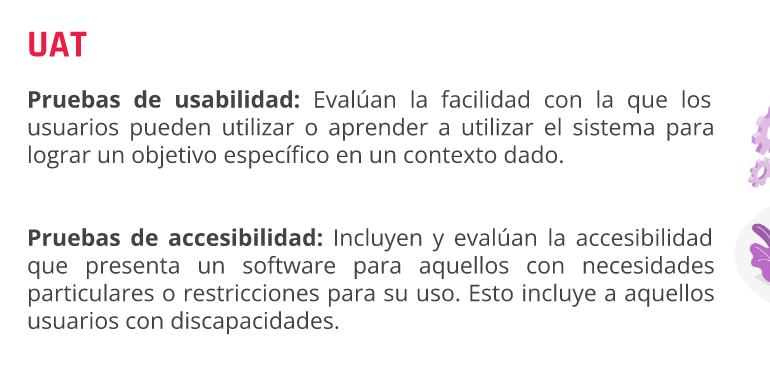 UAT
Pruebas de usabilidad: Evalúan la facilidad con la que los
usuarios pueden utilizar o aprender a utilizar el sistema para
lograr un objetivo específico en un contexto dado.
Pruebas de accesibilidad: Incluyen y evalúan la accesibilidad
que presenta un software para aquellos con necesidades
particulares o restricciones para su uso. Esto incluye a aquellos
usuarios con discapacidades.